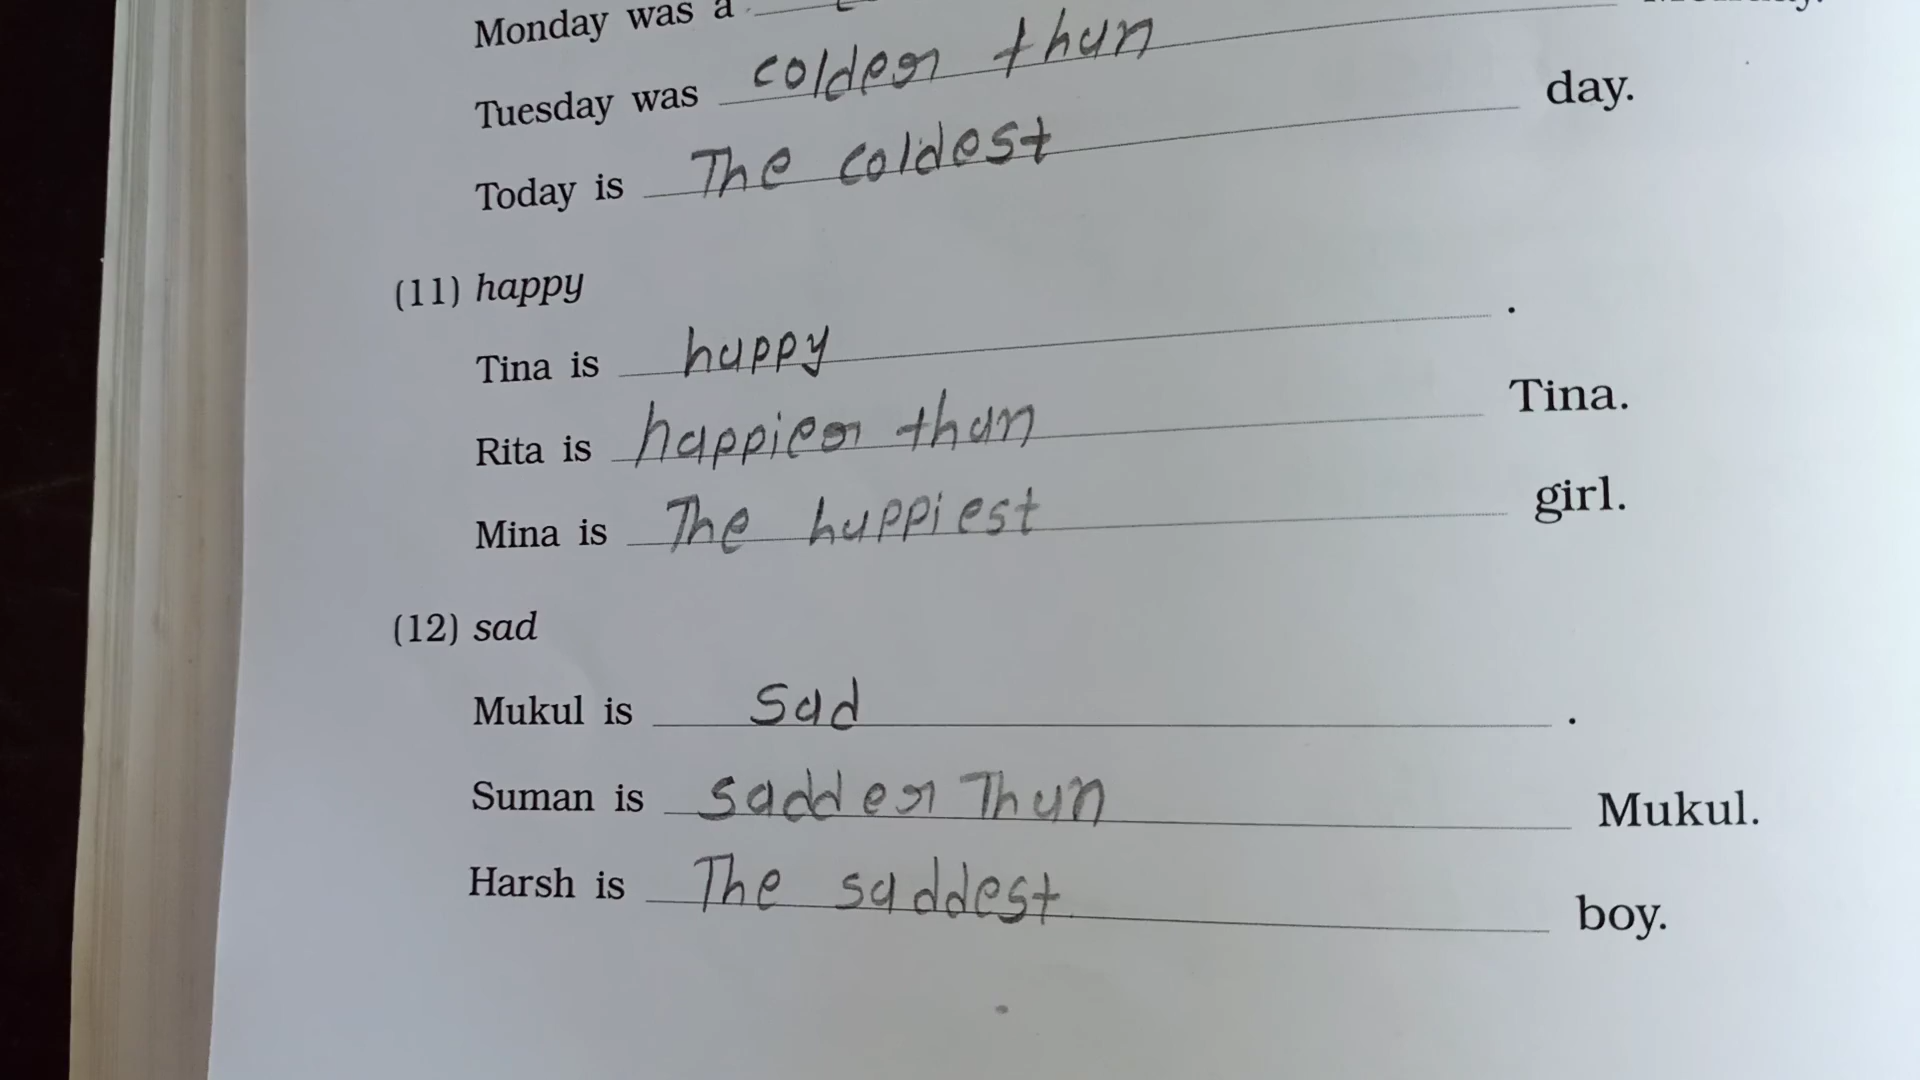 Monday was a
Tuesday was colder than
Today is The coldest day.
(11) happy
Tina is happy .
Rita is happier than Tina.
Mina is The happiest girl.
(12) sad
Mukul is sad .
Suman is sadder Than Mukul.
Harsh is The saddest boy.